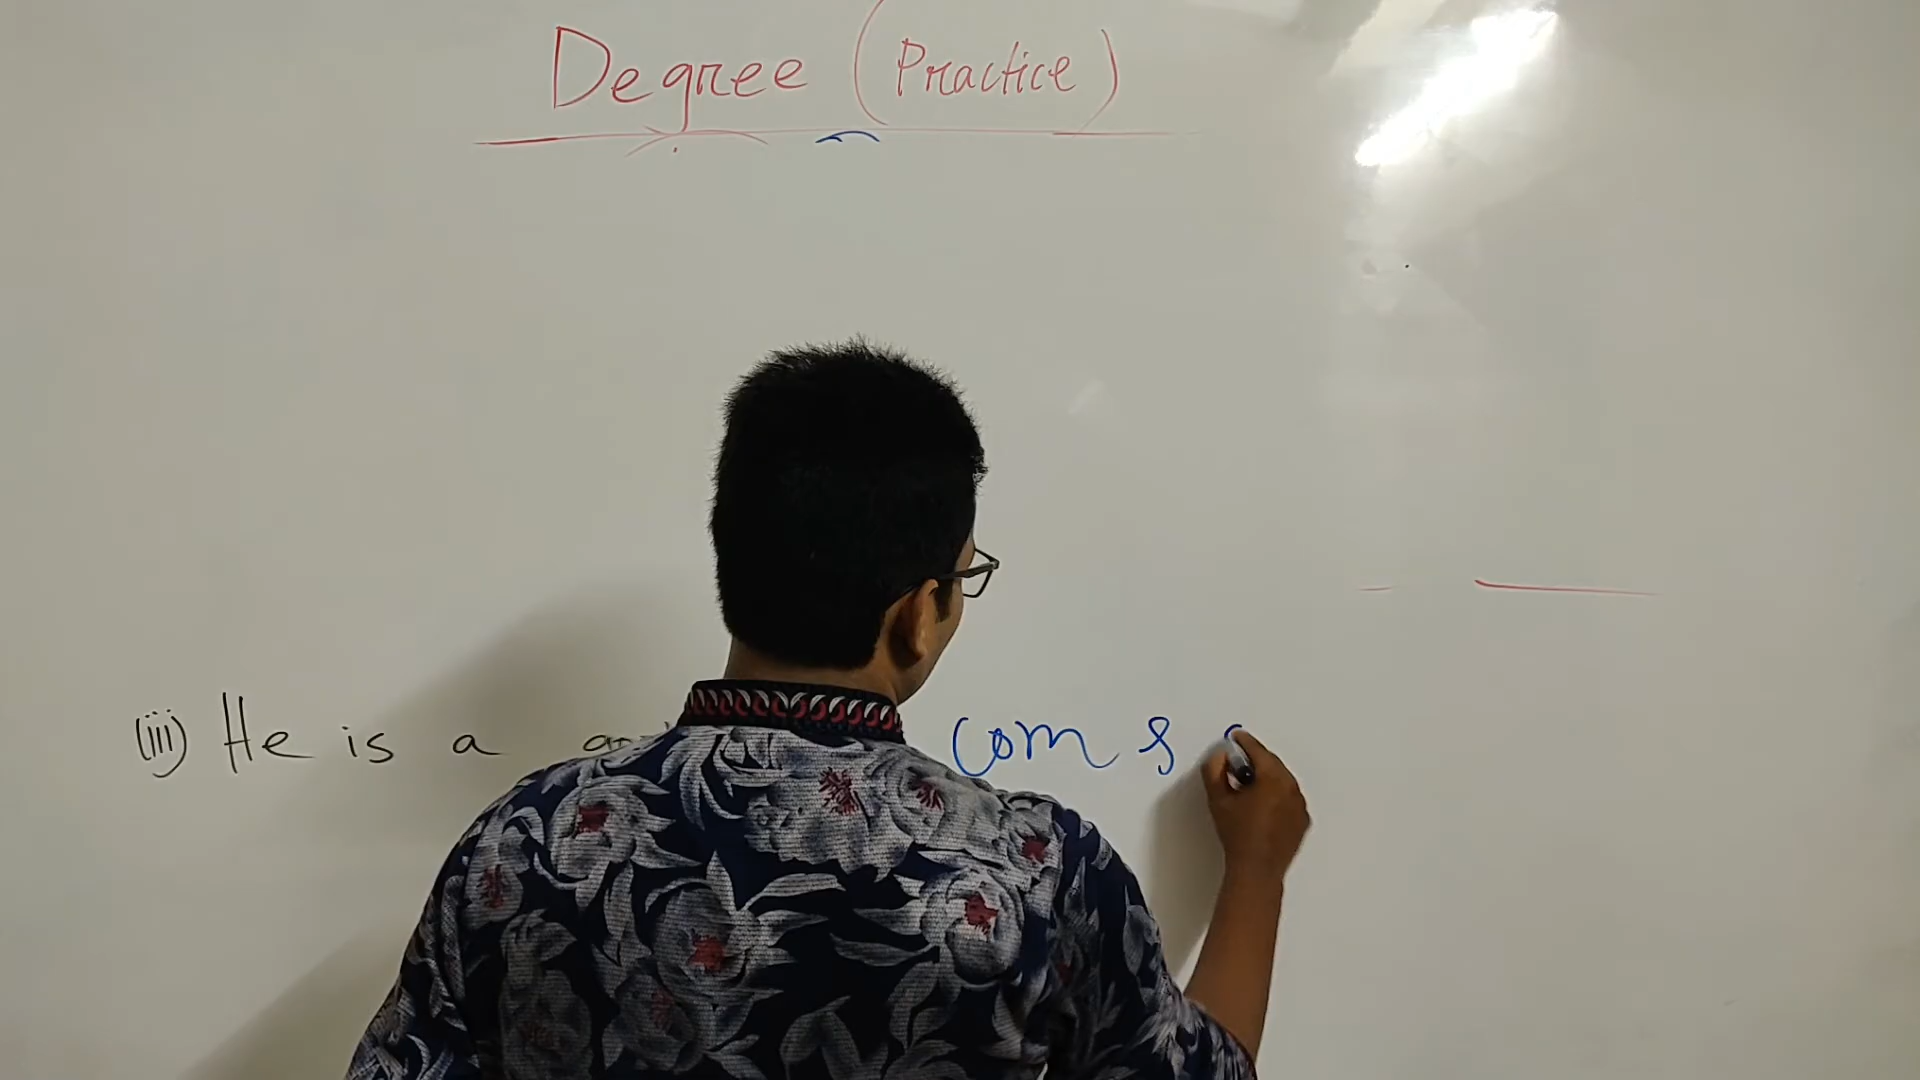 Degree (Practice)
(iii) He is a com &